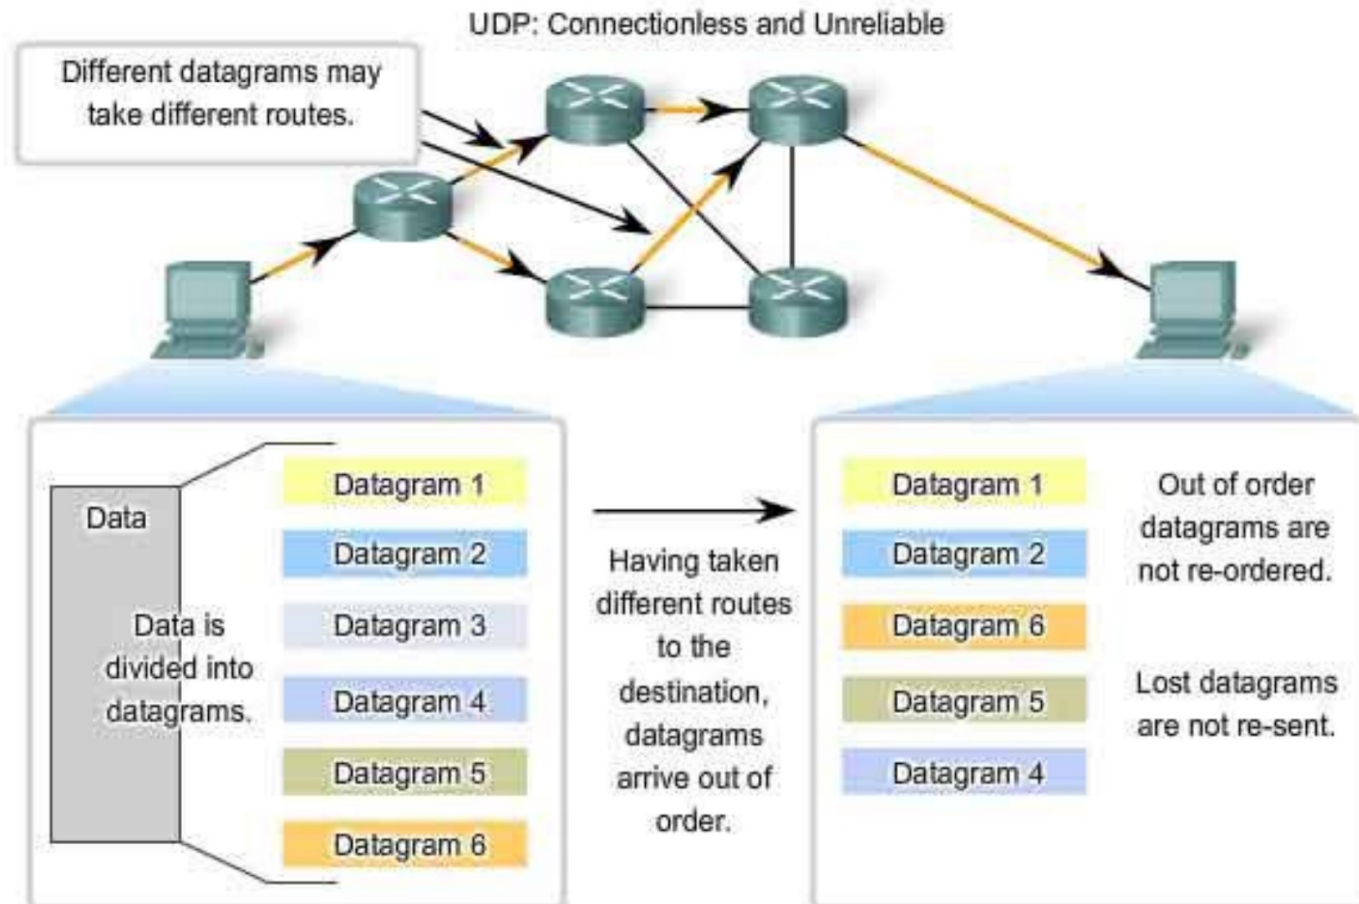 UDP: Connectionless and Unreliable
Different datagrams may
take different routes.
Data
Data is
divided into
datagrams.
Datagram 1
Datagram 2
Datagram 3
Datagram 4
Datagram 5
Datagram 6
Having taken
different routes
to the
destination,
datagrams
arrive out of
order.
Datagram 1
Datagram 2
Datagram 6
Datagram 5
Datagram 4
Out of order
datagrams are
not re-ordered.
Lost datagrams
are not re-sent.